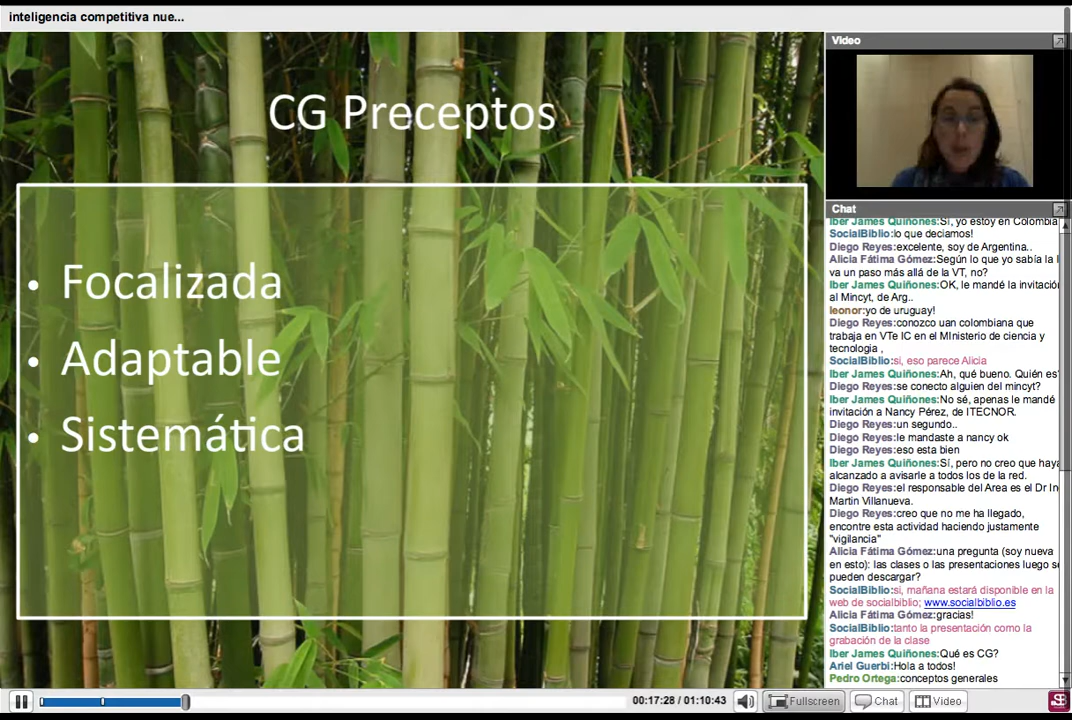 inteligencia competitiva nue...
CG Preceptos
• Focalizada
• Adaptable
• Sistemática
Video
Chat
Iber James Quiñones:Sí, yo estoy en Colombia
SocialBiblio:lo que deciamos!
Diego Reyes:excelente, soy de Argentina..
Alicia Fátima Gómez:Según lo que yo sabía la I
va un paso más allá de la VT, no?
Iber James Quiñones:OK, le mandé la invitació
al Mincyt, de Arg..
leonor:yo de uruguay!
Diego Reyes:conozco uan colombiana que
trabaja en VTe IC en el MInisterio de ciencia y
tecnologia ,
SocialBiblio:si, eso parece Alicia
Iber James Quiñones:Ah, qué bueno. Quién es?
Diego Reyes:se conecto alguien del mincyt?
Iber James Quiñones:No sé, apenas le mandé
invitación a Nancy Pérez, de ITECNOR.
Diego Reyes:un segundo..
Diego Reyes:le mandaste a nancy ok
Diego Reyes:eso esta bien
Iber James Quiñones:Sí, pero no creo que haya
alcanzado a avisarle a todos los de la red.
Diego Reyes:el responsable del Area es el Dr In
Martin Villanueva.
Diego Reyes:creo que no me ha llegado,
encontre esta actividad haciendo justamente
"vigilancia"
Alicia Fátima Gómez:una pregunta (soy nueva
en esto): las clases o las presentaciones luego se
pueden descargar?
SocialBiblio:si, mañana estará disponible en la
web de socialbiblio; www.socialbiblio.es
Alicia Fátima Gómez:gracias!
SocialBiblio:tanto la presentación como la
grabación de la clase
Iber James Quiñones:Qué es CG?
Ariel Guerbi:Hola a todos!
Pedro Ortega:conceptos generales
00:17:28 / 01:10:43
Fullscreen
Chat
Video